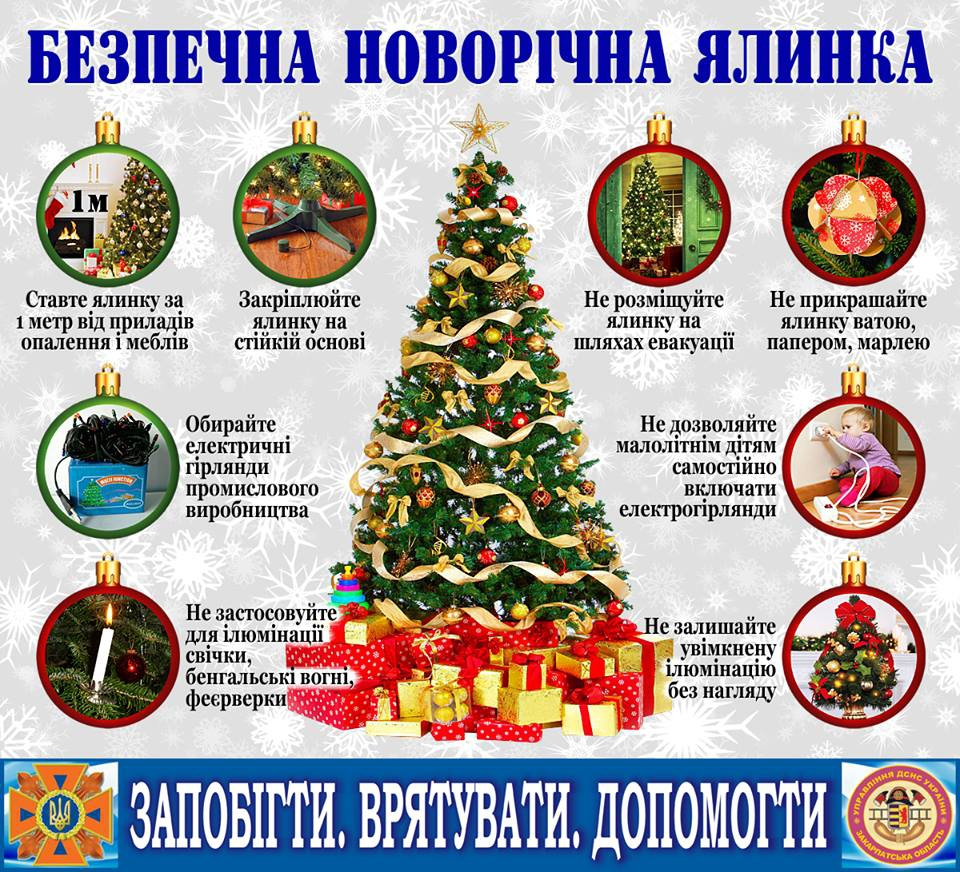 БЕЗПЕЧНА НОВОРІЧНА ЯЛИНКА
1м
Ставте ялинку за
1 метр від приладів
опалення і меблів
Закріплюйте
ялинку на
стійкій основі
Не розміщуйте
ялинку на
шляхах евакуації
Не прикрашайте
ялинку ватою,
папером, марлею
Обирайте
електричні
гірлянди
промислового
виробництва
Не дозволяйте
малолітнім дітям
самостійно
включати
електрогірлянди
Не застосовуйте
для ілюмінації
свічки,
бенгальські вогні,
феєрверки
Не залишайте
увімкнену
ілюмінацію
без нагляду
ЗАПОБІГТИ. ВРЯТУВАТИ. ДОПОМОГТИ
УПРАВЛІННЯ ДСНС УКРАЇНИ
ЗАКАРПАТСЬКА ОБЛАСТЬ